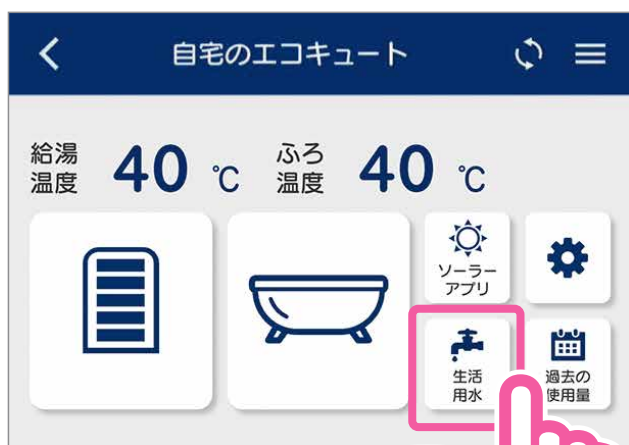 自宅のエコキュート
給湯
温度
40 ℃
ふろ
温度
40 ℃
ソーラー
アプリ
生活
用水
過去の
使用量